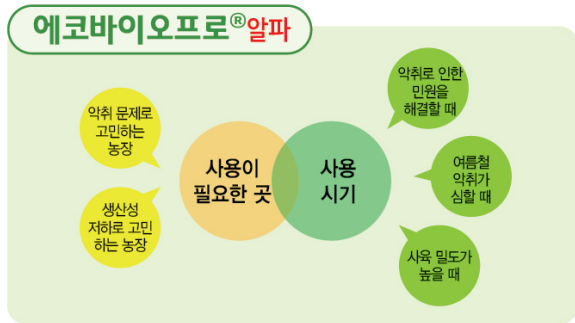 에코바이오프로®알파
악취 문제로
고민하는
농장
생산성
저하로 고민
하는 농장
사용이
필요한 곳
사용
시기
악취로 인한
민원을
해결할 때
여름철
악취가
심할 때
사육 밀도가
높을 때